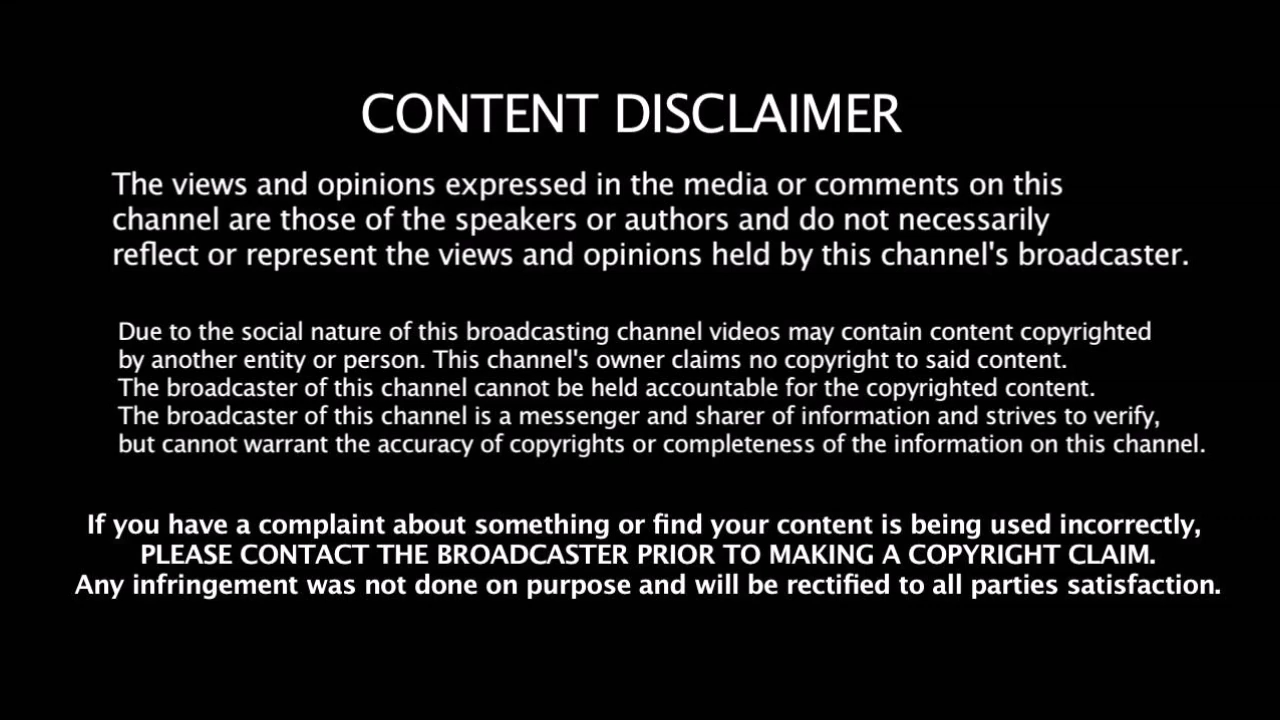 CONTENT DISCLAIMER
The views and opinions expressed in the media or comments on this
channel are those of the speakers or authors and do not necessarily
reflect or represent the views and opinions held by this channel's broadcaster.
Due to the social nature of this broadcasting channel videos may contain content copyrighted
by another entity or person. This channel's owner claims no copyright to said content.
The broadcaster of this channel cannot be held accountable for the copyrighted content.
The broadcaster of this channel is a messenger and sharer of information and strives to verify,
but cannot warrant the accuracy of copyrights or completeness of the information on this channel.
If you have a complaint about something or find your content is being used incorrectly,
PLEASE CONTACT THE BROADCASTER PRIOR TO MAKING A COPYRIGHT CLAIM.
Any infringement was not done on purpose and will be rectified to all parties satisfaction.